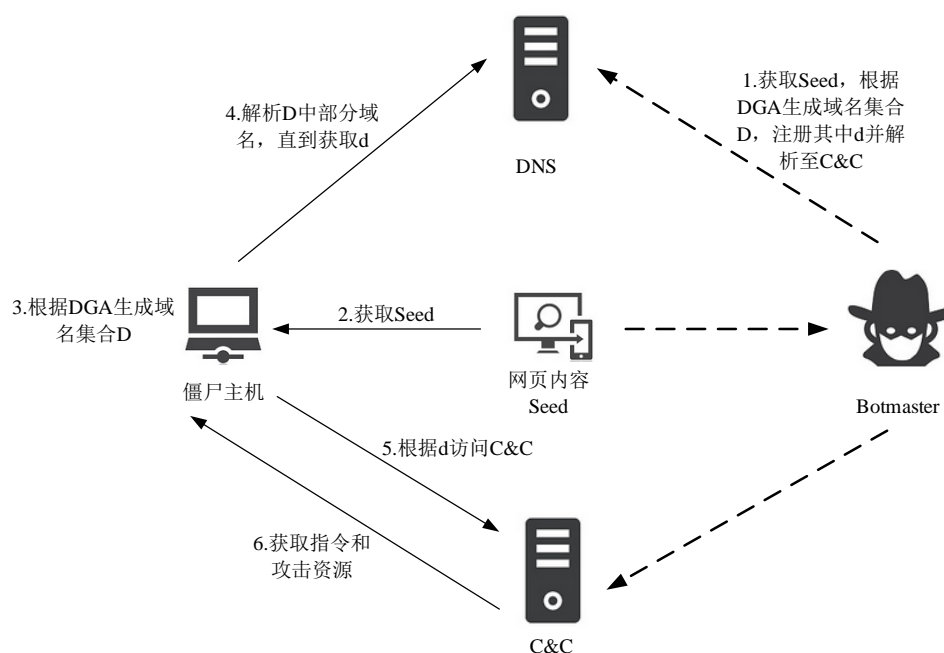 1.获取Seed，根据
DGA生成域名集合
D，注册其中d并解
析至C&C
4.解析D中部分域
名，直到获取d
DNS
3.根据DGA生成域
名集合D
2.获取Seed
僵尸主机
网页内容
Seed
Botmaster
5.根据d访问C&C
6.获取指令和
攻击资源
C&C